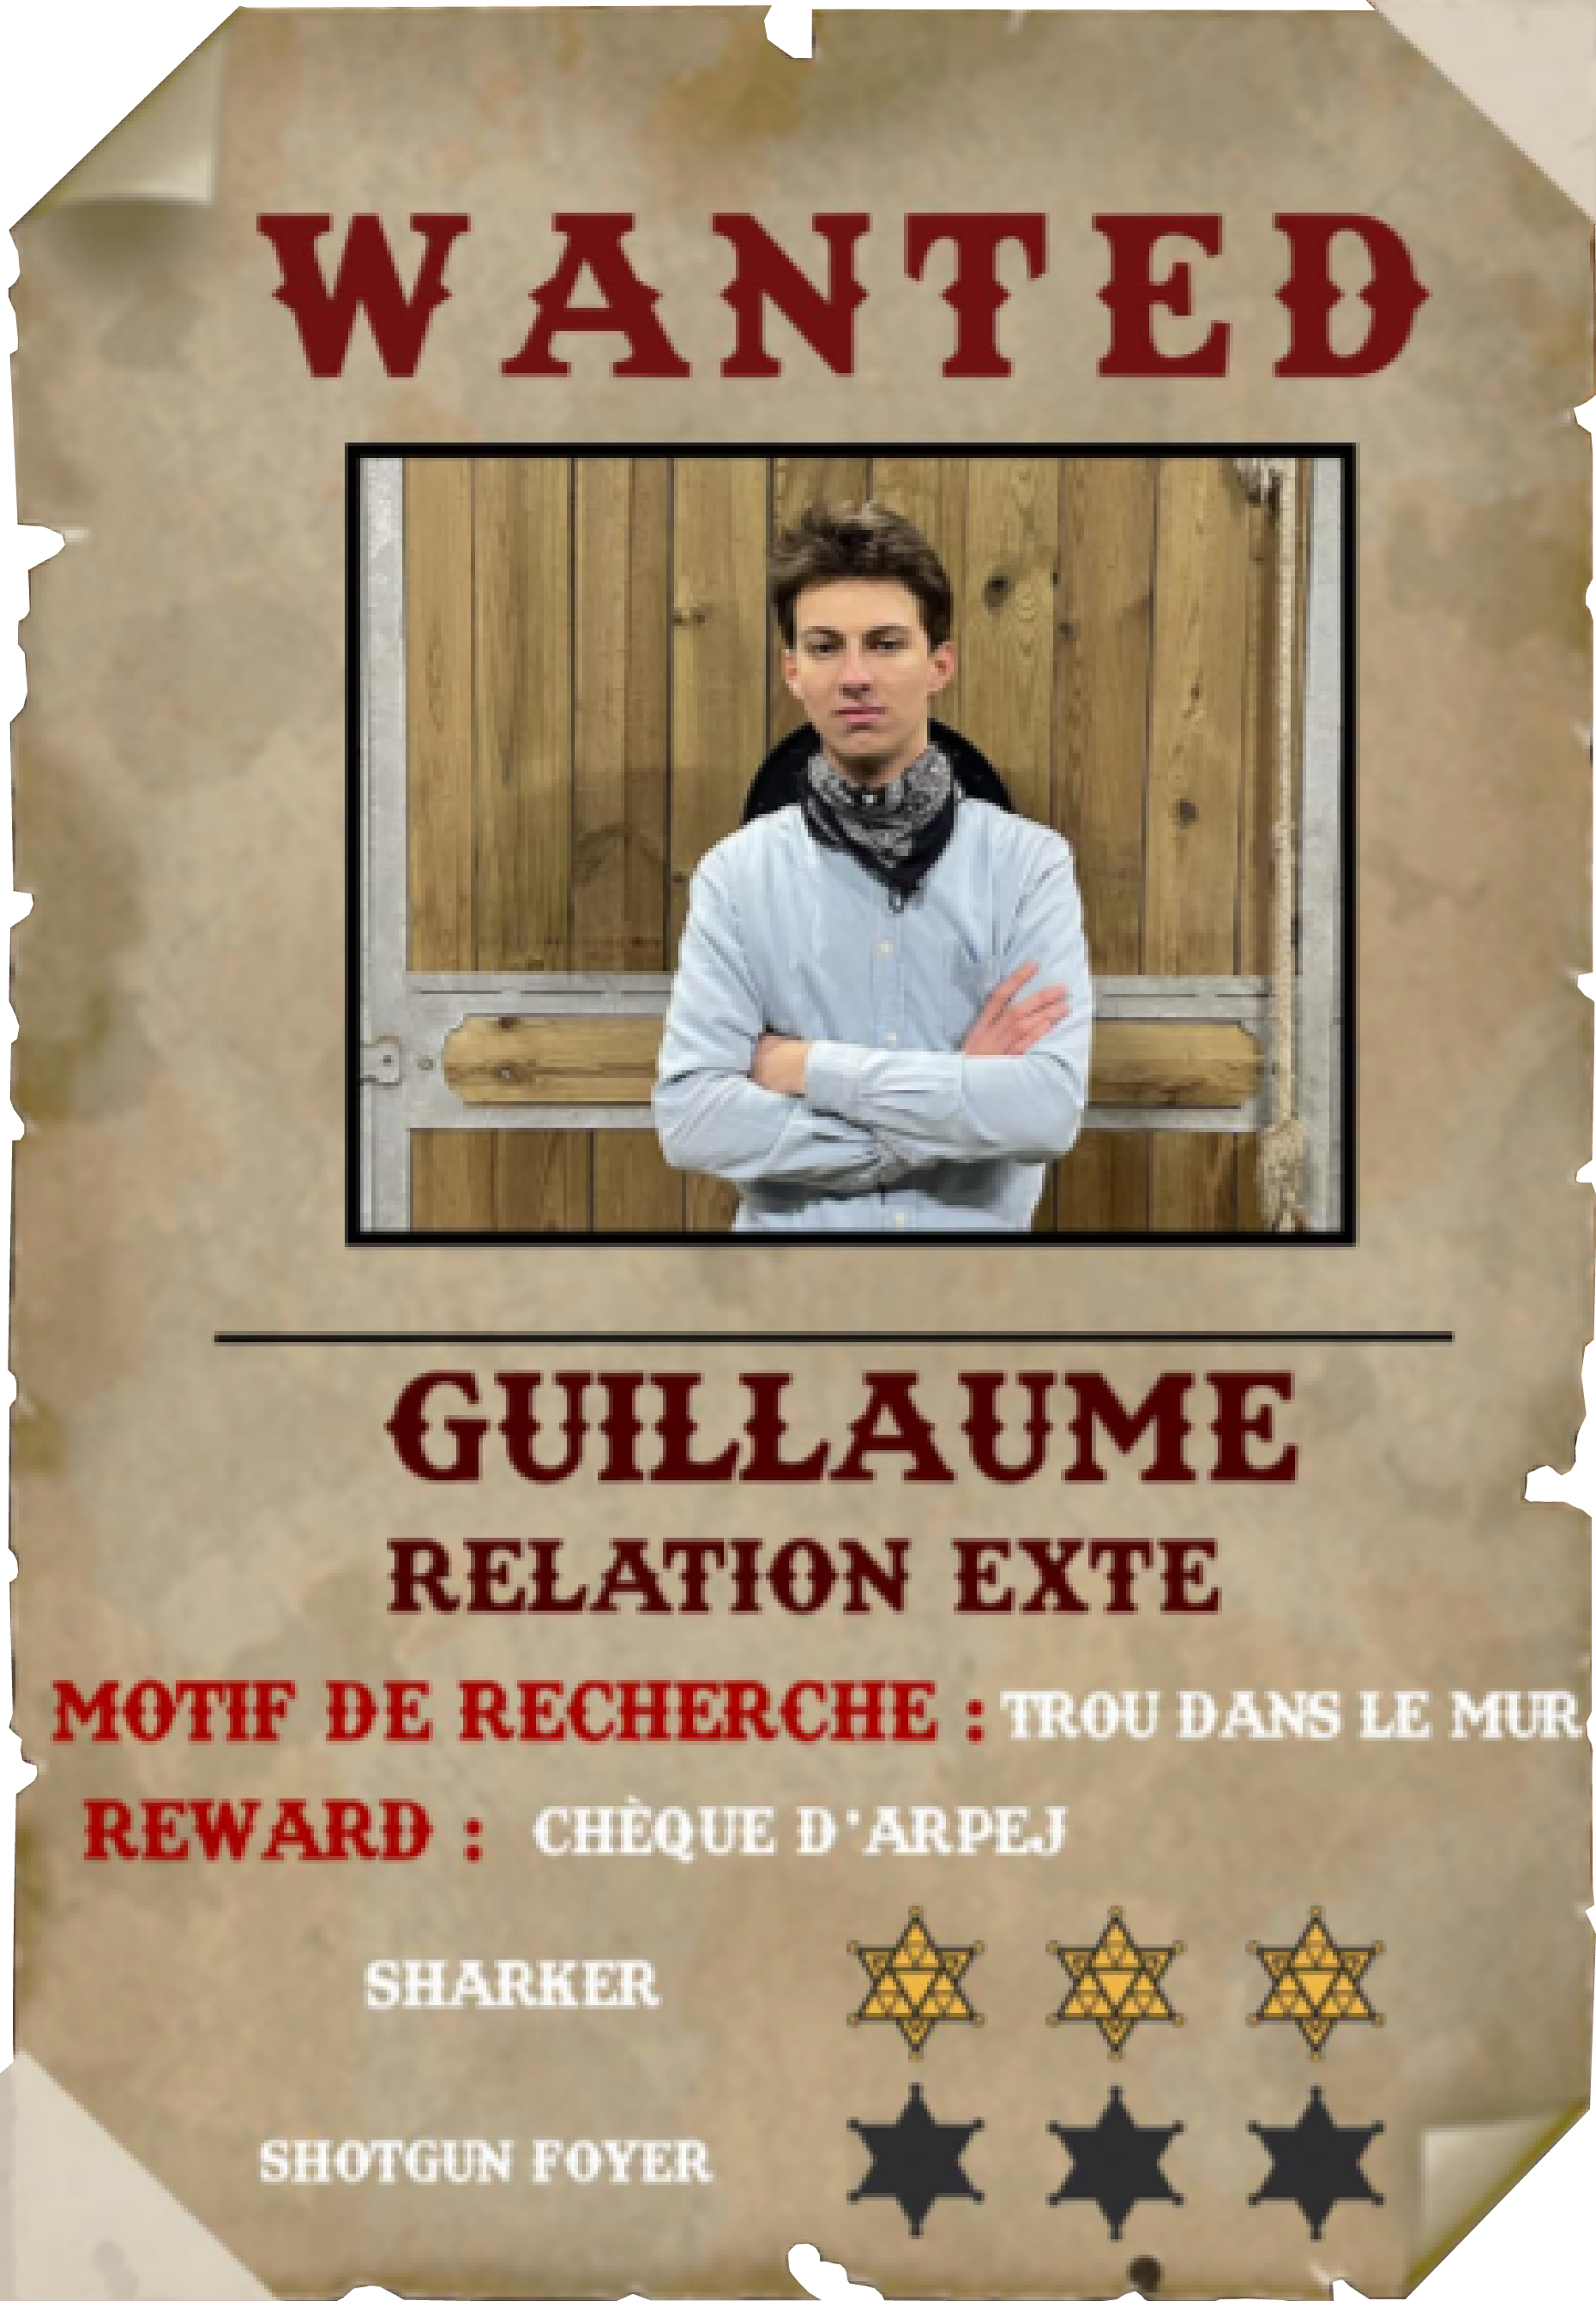 WANTED
GUILLAUME
RELATION EXTE
MOTIF DE RECHERCHE : TROU DANS LE MUR
REWARD : CHÈQUE D'ARPEJ
SHARKER
SHOTGUN FOYER